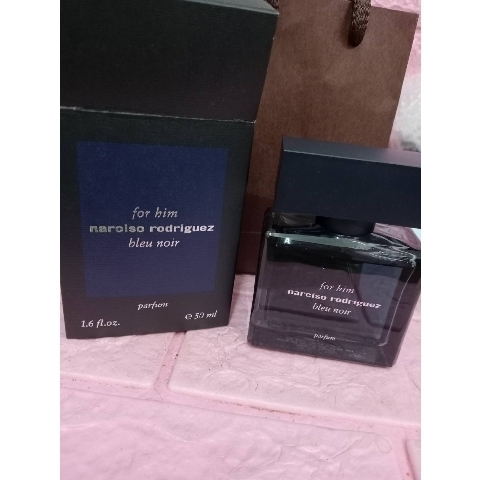 for him
narciso rodriguez
bleu noir
parfum
1.6 fl.oz. ℮ 50 ml
for him
narciso rodriguez
bleu noir
parfum